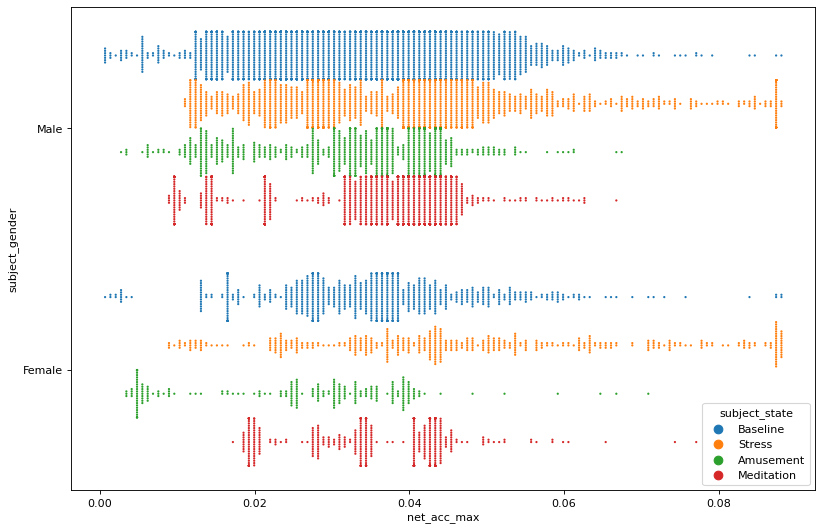 Male
Female
subject_gender
0.00 0.02 0.04 0.06 0.08
net_acc_max
subject_state
Baseline
Stress
Amusement
Meditation